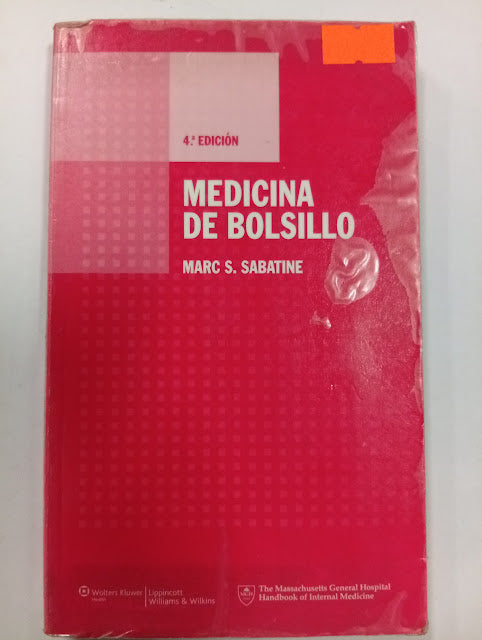 4.ª EDICIÓN
MEDICINA
DE BOLSILLO
MARC S. SABATINE
Wolters Kluwer
Health
Lippincott
Williams & Wilkins
The Massachusetts General Hospital
Handbook of Internal Medicine